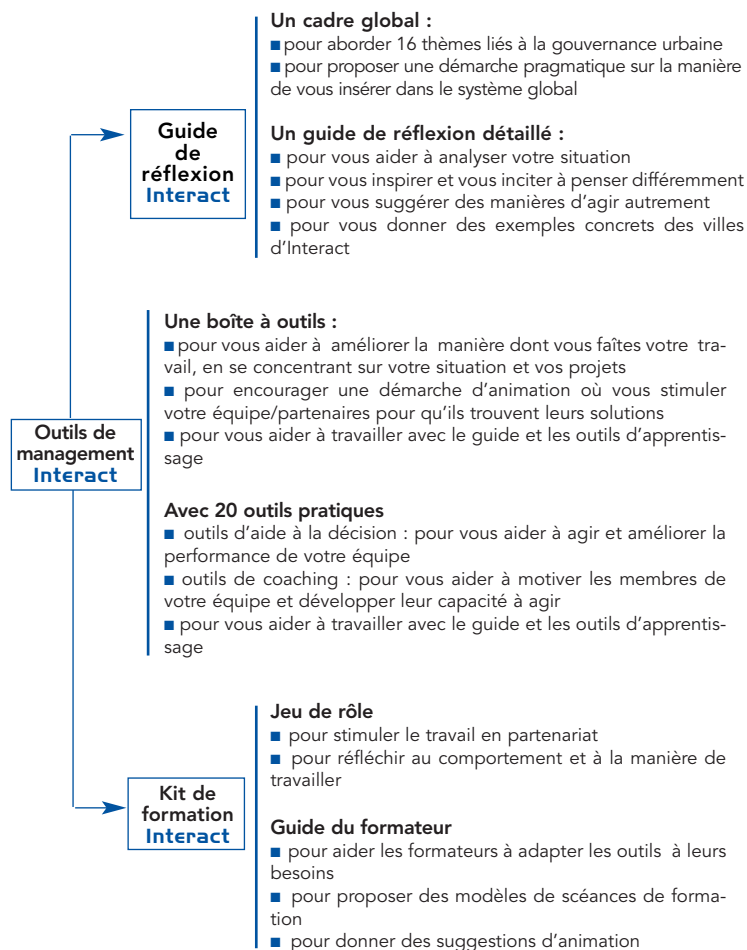 Un cadre global :
■ pour aborder 16 thèmes liés à la gouvernance urbaine
■ pour proposer une démarche pragmatique sur la manière
de vous insérer dans le système global
Guide
de
réflexion
Interact
Un guide de réflexion détaillé :
■ pour vous aider à analyser votre situation
■ pour vous inspirer et vous inciter à penser différemment
■ pour vous suggérer des manières d'agir autrement
■ pour vous donner des exemples concrets des villes
d'Interact
Une boîte à outils :
■ pour vous aider à améliorer la manière dont vous faîtes votre tra-
vail, en se concentrant sur votre situation et vos projets
■ pour encourager une démarche d'animation où vous stimuler
votre équipe/partenaires pour qu'ils trouvent leurs solutions
■ pour vous aider à travailler avec le guide et les outils d'apprentis-
sage
Outils de
management
Interact
Avec 20 outils pratiques
■ outils d'aide à la décision : pour vous aider à agir et améliorer la
performance de votre équipe
■ outils de coaching : pour vous aider à motiver les membres de
votre équipe et développer leur capacité à agir
■ pour vous aider à travailler avec le guide et les outils d'apprentis-
sage
Jeu de rôle
■ pour stimuler le travail en partenariat
■ pour réfléchir au comportement et à la manière de
travailler
Kit de
formation
Interact
Guide du formateur
■ pour aider les formateurs à adapter les outils à leurs
besoins
■ pour proposer des modèles de scéances de forma-
tion
■ pour donner des suggestions d'animation